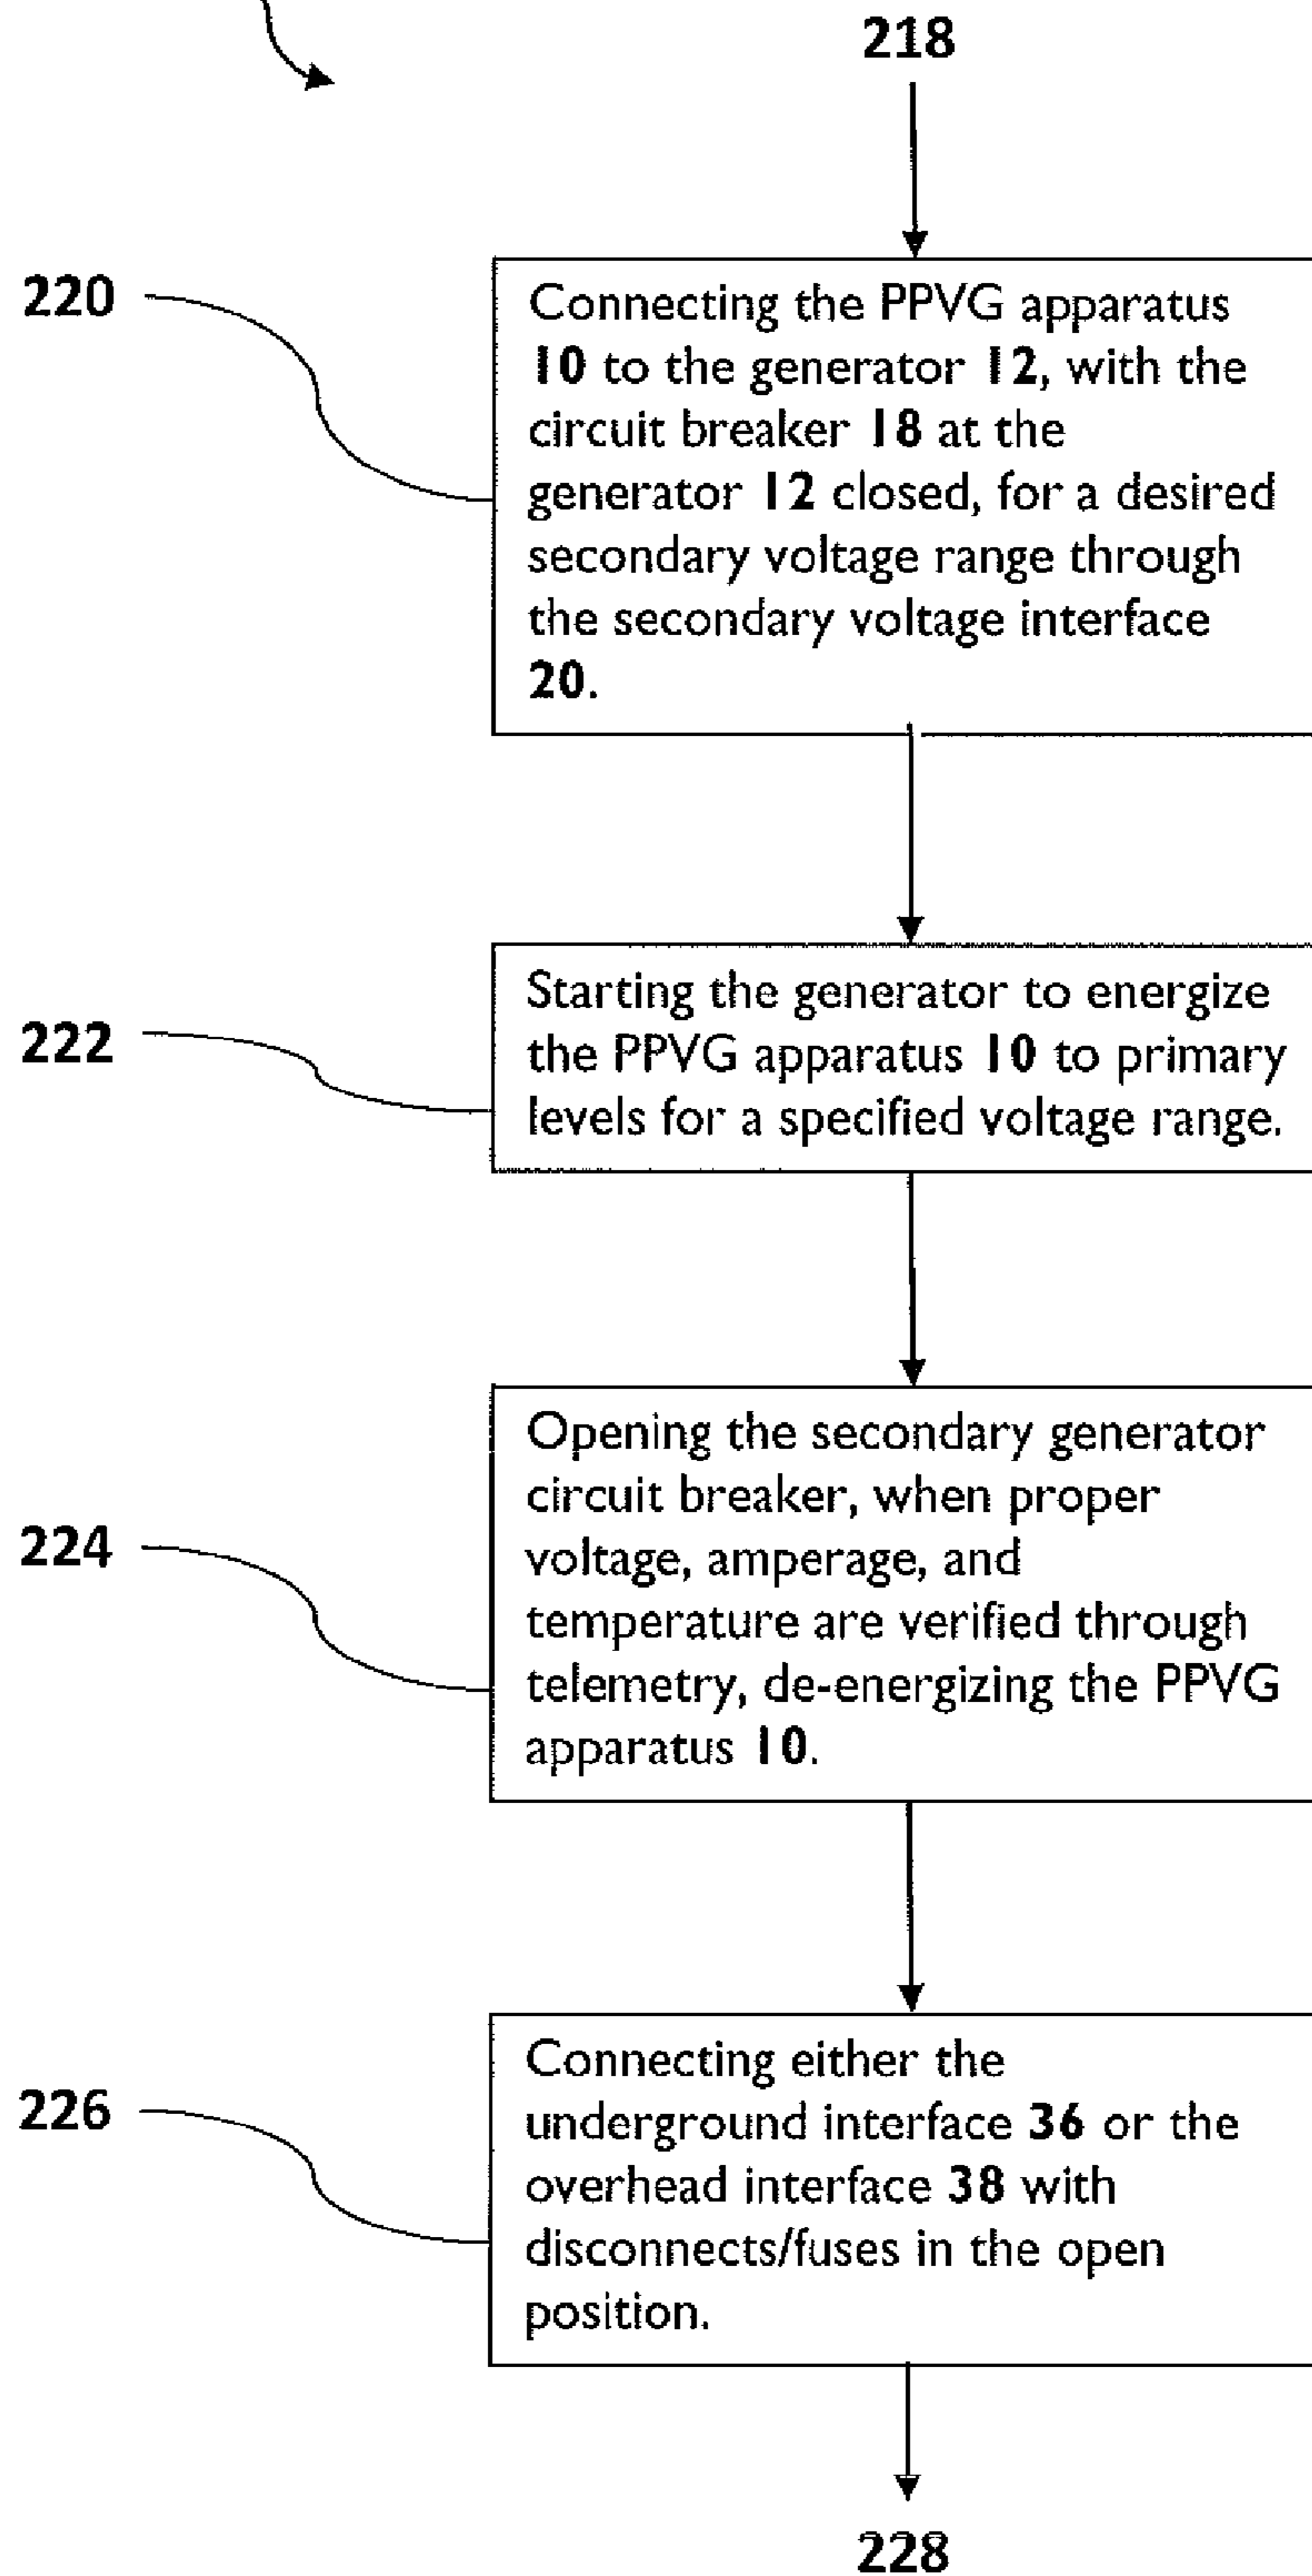 218
220
Connecting the PPVG apparatus
10 to the generator 12, with the
circuit breaker 18 at the
generator 12 closed, for a desired
secondary voltage range through
the secondary voltage interface
20.
222
Starting the generator to energize
the PPVG apparatus 10 to primary
levels for a specified voltage range.
224
Opening the secondary generator
circuit breaker, when proper
voltage, amperage, and
temperature are verified through
telemetry, de-energizing the PPVG
apparatus 10.
226
Connecting either the
underground interface 36 or the
overhead interface 38 with
disconnects/fuses in the open
position.
228